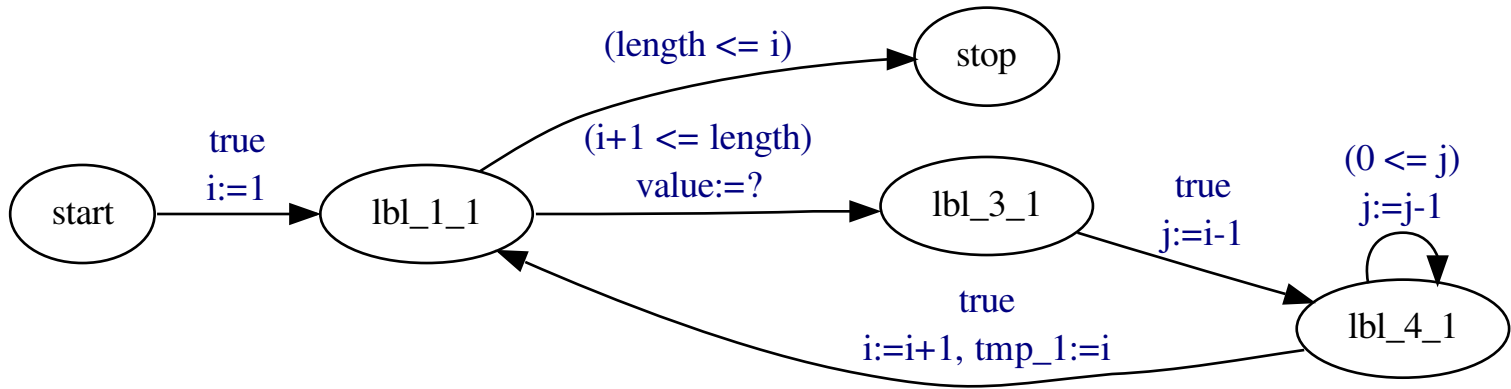 (length <= i)
stop
true
i:=1
(i+1 <= length)
value:=?
(0 <= j)
j:=j-1
start
lbl_1_1
lbl_3_1
true
j:=i-1
true
i:=i+1, tmp_1:=i
lbl_4_1